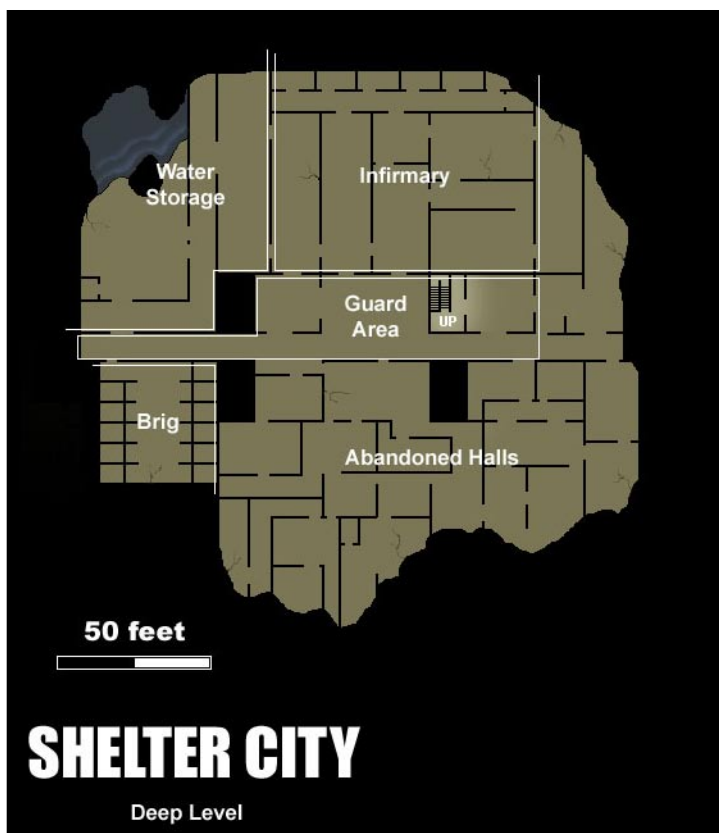 Water
Storage
Infirmary
Guard
Area
UP
Brig
Abandoned Halls
50 feet
SHELTER CITY
Deep Level